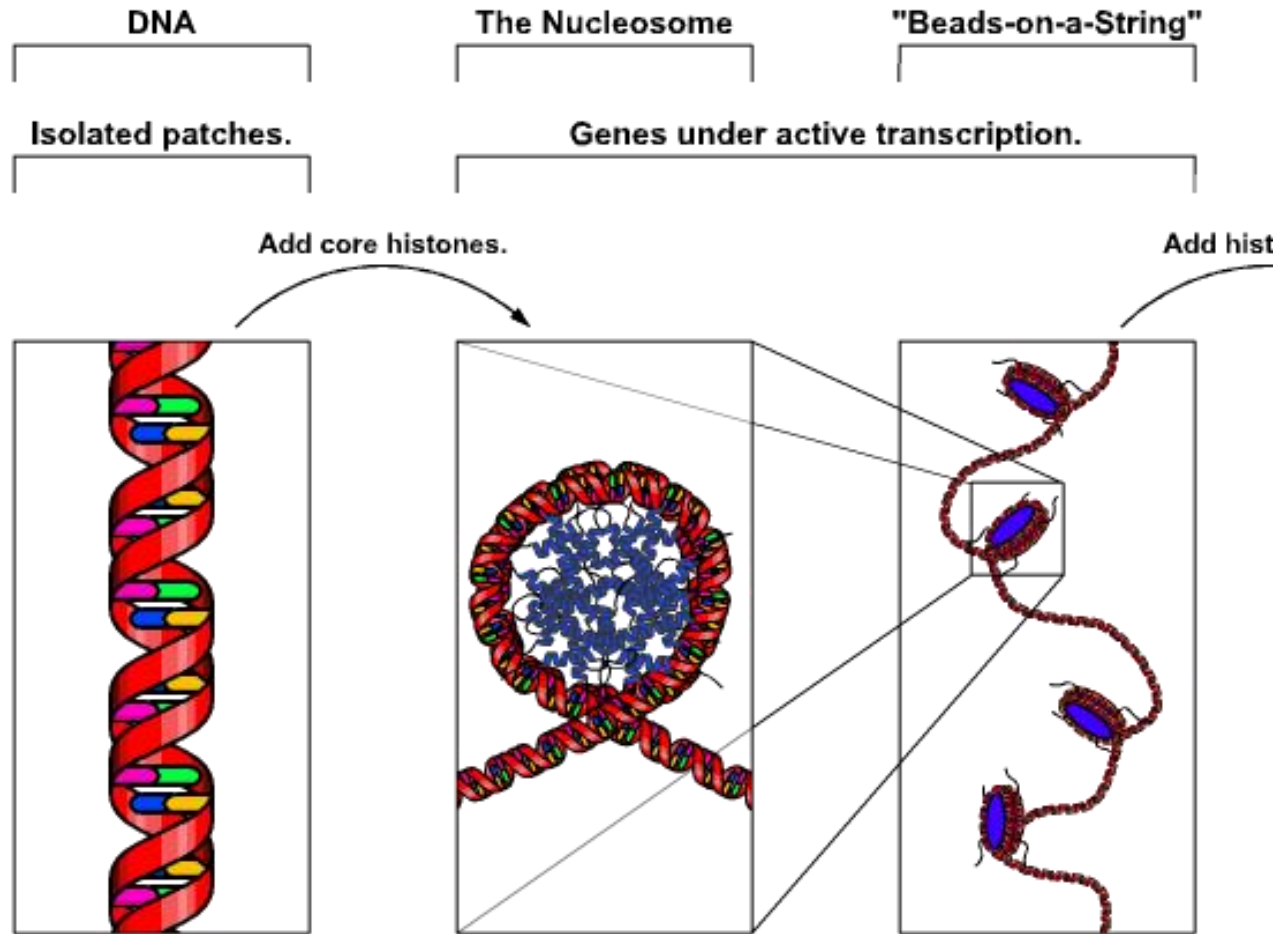 DNA
The Nucleosome
"Beads-on-a-String"
Isolated patches.
Genes under active transcription.
Add core histones.
Add hist